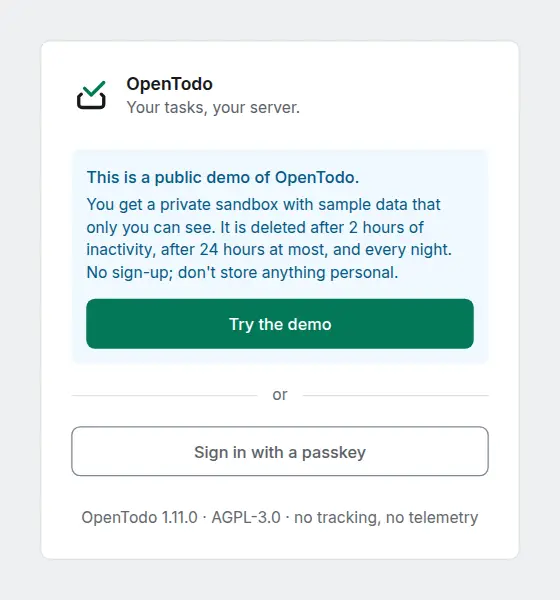 OpenTodo
Your tasks, your server.
This is a public demo of OpenTodo.
You get a private sandbox with sample data that
only you can see. It is deleted after 2 hours of
inactivity, after 24 hours at most, and every night.
No sign-up; don't store anything personal.
Try the demo
or
Sign in with a passkey
OpenTodo 1.11.0 · AGPL-3.0 · no tracking, no telemetry